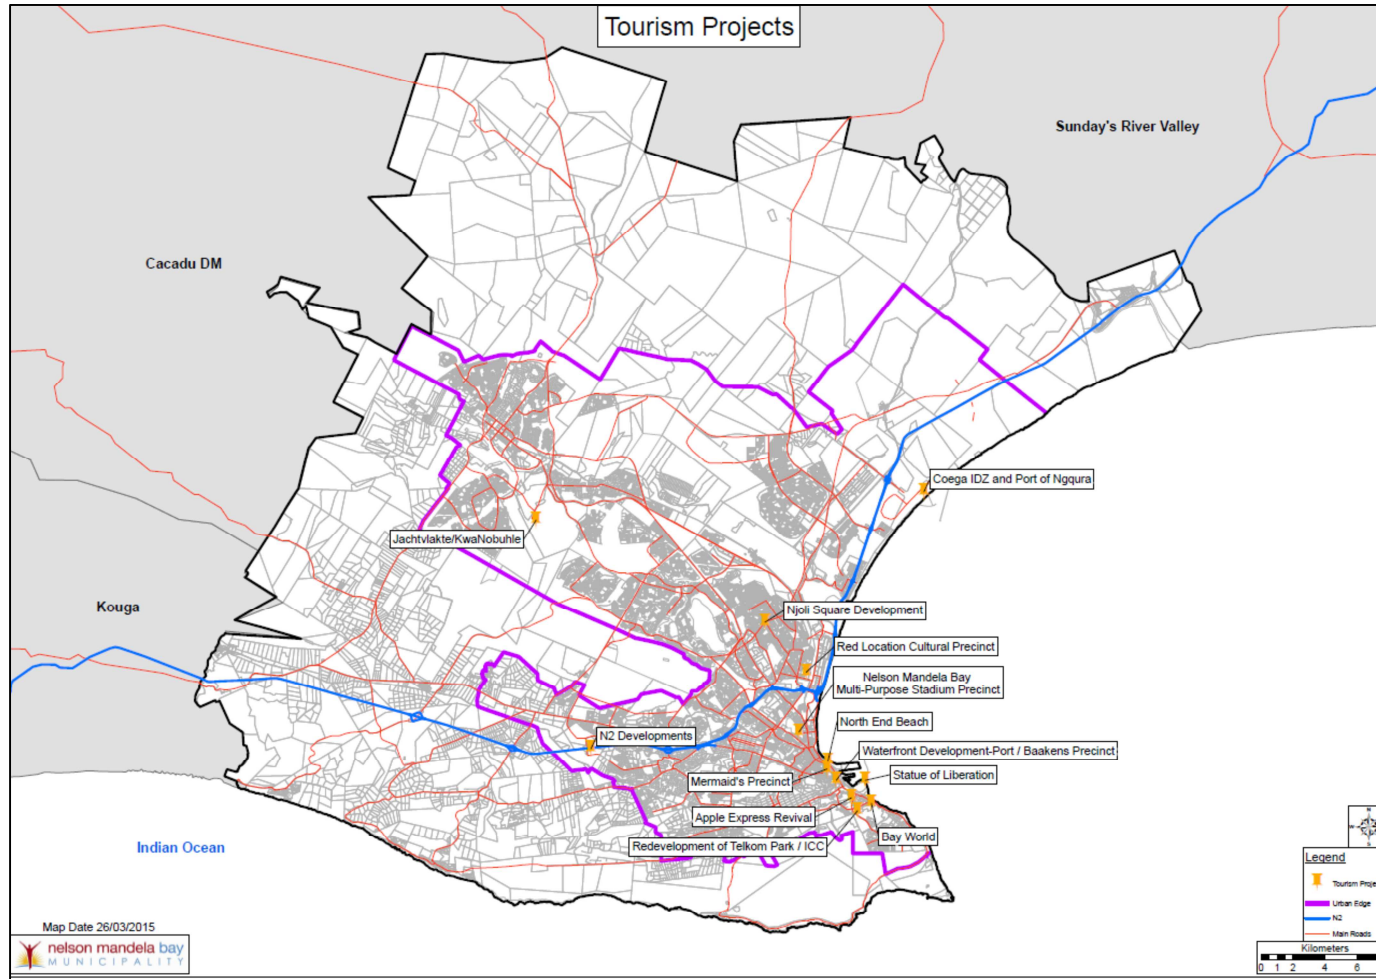 Tourism Projects
Sunday's River Valley
Cacadu DM
Coega IDZ and Port of Ngqura
Jachtvlakte/KwaNobuhle
Kouga
Njoli Square Development
Red Location Cultural Precinct
Nelson Mandela Bay
Multi-Purpose Stadium Precinct
North End Beach
N2 Developments
Waterfront Development-Port / Baakens Precinct
Mermaid's Precinct
Statue of Liberation
Apple Express Revival
Bay World
Redevelopment of Telkom Park / ICC
Indian Ocean
N
W
Legend
Tourism Proje
Urban Edge
N2
Main Roads
Kilometers
0 1 2 4 6
Map Date 26/03/2015
nelson mandela bay
MUNICIPALITY